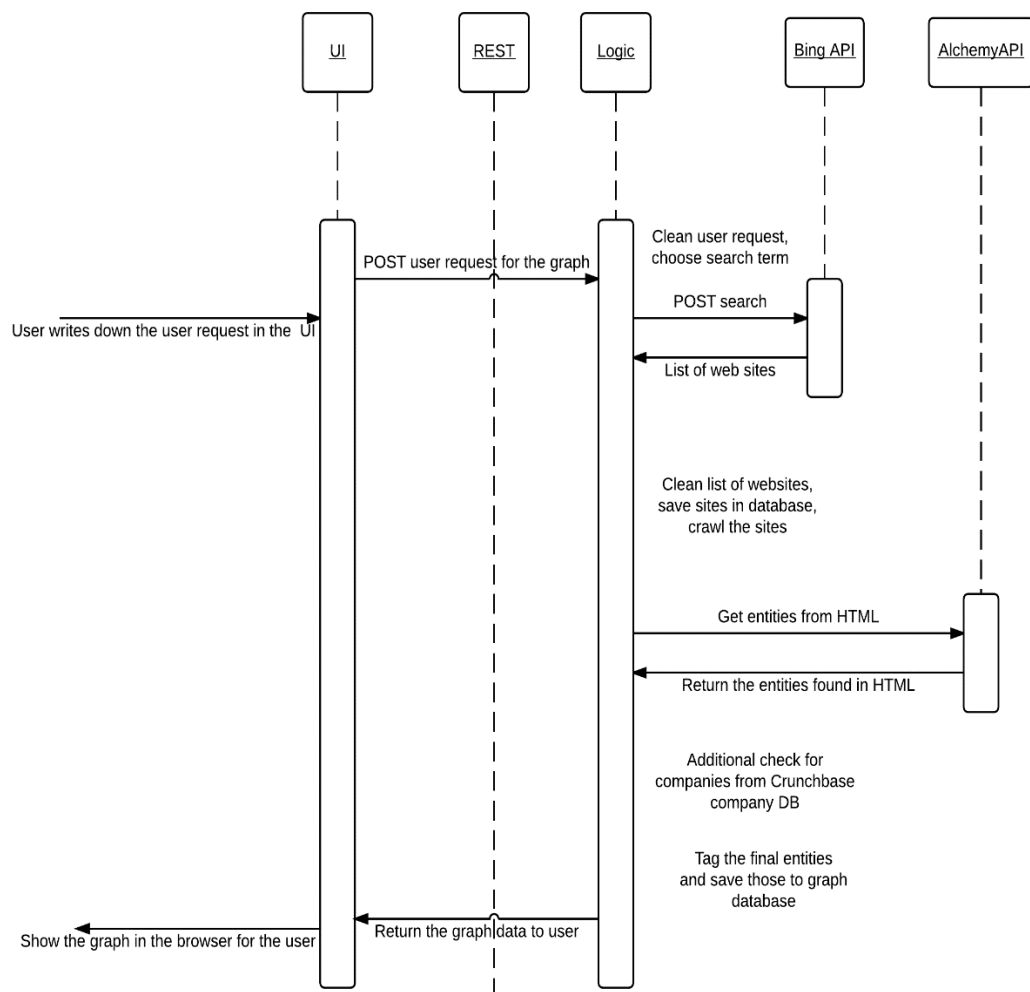 UI
REST
Logic
Bing API
AlchemyAPI
Clean user request,
choose search term
POST user request for the graph
POST search
User writes down the user request in the UI
List of web sites
Clean list of websites,
save sites in database,
crawl the sites
Get entities from HTML
Return the entities found in HTML
Additional check for
companies from Crunchbase
company DB
Tag the final entities
and save those to graph
database
Return the graph data to user
Show the graph in the browser for the user